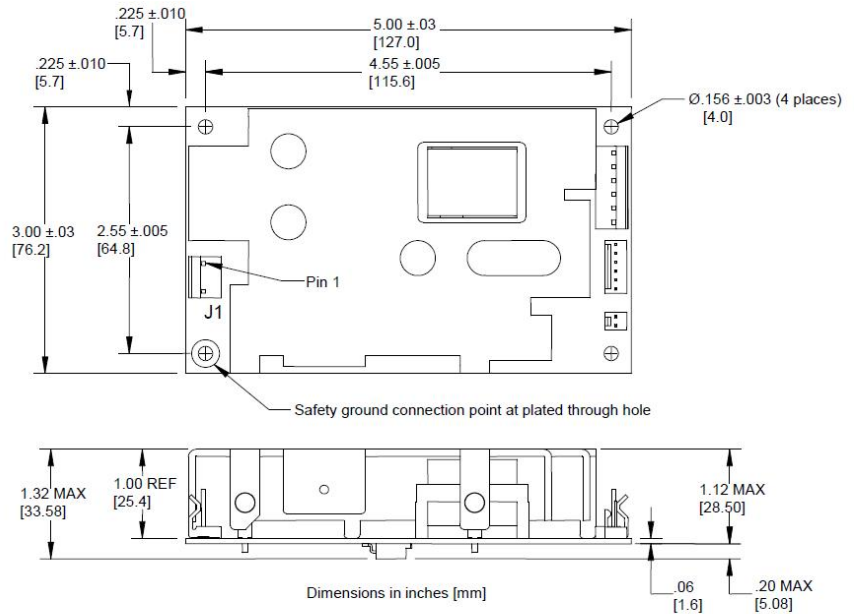 .225 ±.010
[5.7]
5.00 ±.03
[127.0]
.225 ±.010
[5.7]
4.55 ±.005
[115.6]
Ø.156 ±.003 (4 places)
[4.0]
3.00 ±.03
[76.2]
2.55 ±.005
[64.8]
Pin 1
J1
Safety ground connection point at plated through hole
1.32 MAX
[33.58]
1.00 REF
[25.4]
1.12 MAX
[28.50]
Dimensions in inches [mm]
.06
[1.6]
.20 MAX
[5.08]